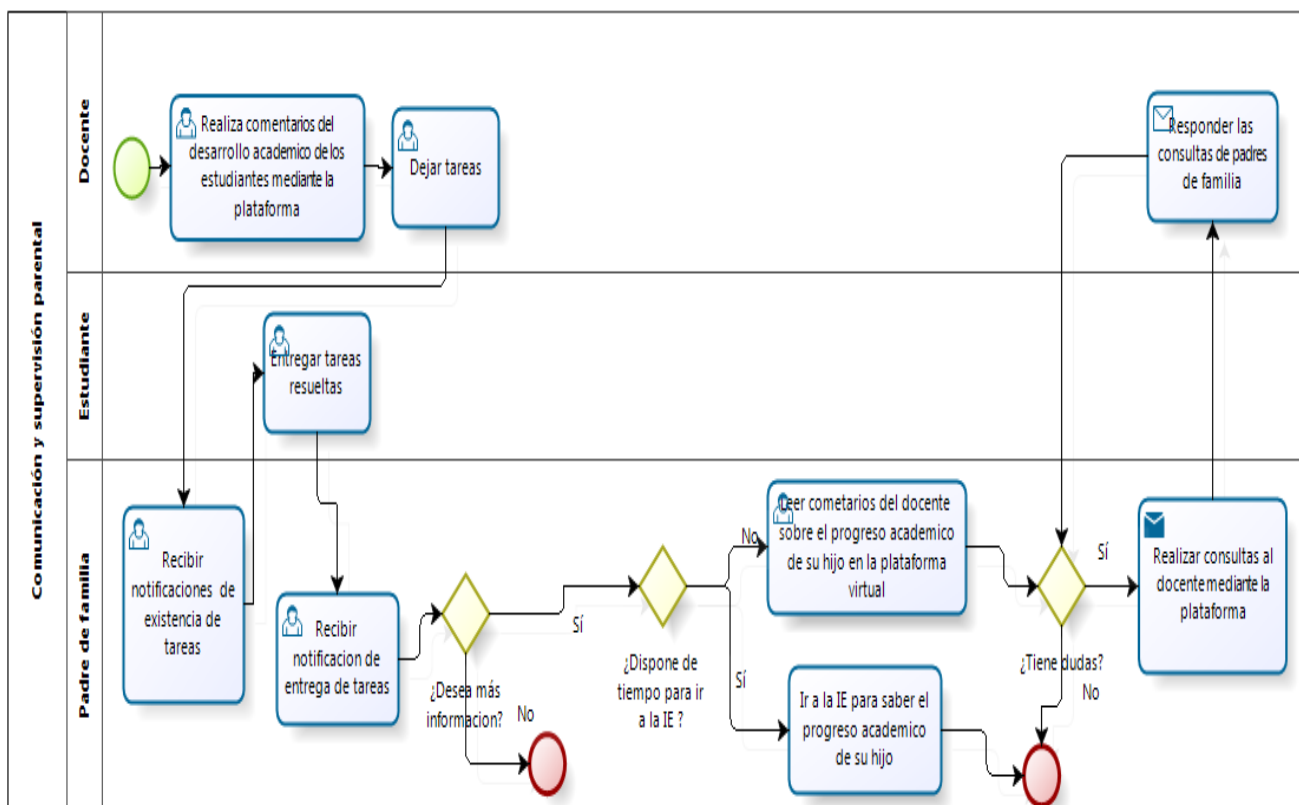 Comunicación y supervisión parental
Docente
Realiza comentarios del
desarrollo academico de los
estudiantes mediante la
plataforma
Dejar tareas
Responder las
consultas de padres
de familia
Estudiante
Entregar tareas
resueltas
Padre de familia
Recibir
notificaciones de
existencia de
tareas
Recibir
notificacion de
entrega de tareas
¿Desea más
informacion?
No
Sí
¿Dispone de
tiempo para ir
a la IE ?
No
Sí
Leer cometarios del docente
sobre el progreso academico
de su hijo en la plataforma
virtual
Ir a la IE para saber el
progreso academico
de su hijo
¿Tiene dudas?
No
Sí
Realizar consultas al
docente mediante la
plataforma